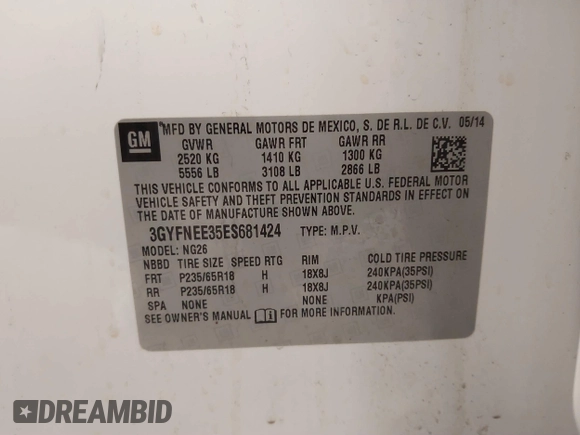 GM
MFD BY GENERAL MOTORS DE MEXICO, S. DE R.L. DE C.V. 05/14
GVWR GAWR FRT GAWR RR
2520 KG 1410 KG 1300 KG
5556 LB 3108 LB 2866 LB
THIS VEHICLE CONFORMS TO ALL APPLICABLE U.S. FEDERAL MOTOR
VEHICLE SAFETY AND THEFT PREVENTION STANDARDS IN EFFECT ON
THE DATE OF MANUFACTURE SHOWN ABOVE.
3GYFNEE35ES681424 TYPE: M.P.V.
MODEL: NG26
NBBD TIRE SIZE SPEED RTG RIM COLD TIRE PRESSURE
FRT P235/65R18 H 18X8J 240KPA(35PSI)
RR P235/65R18 H 18X8J 240KPA(35PSI)
SPA NONE NONE KPA(PSI)
SEE OWNER'S MANUAL FOR MORE INFORMATION.
DREAMBID